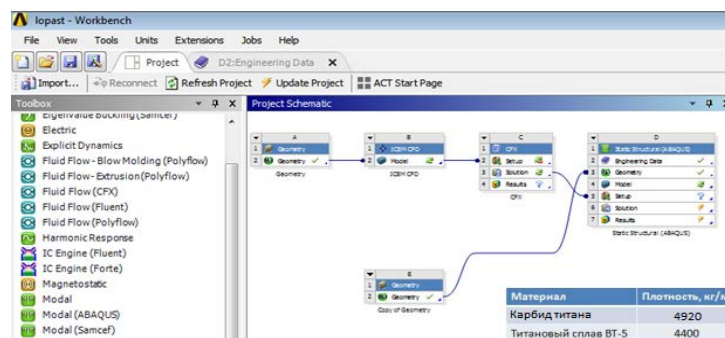 lopast - Workbench
File View Tools Units Extensions Jobs Help
Project D2:Engineering Data
Import... Reconnect Refresh Project Update Project ACT Start Page
Toolbox
Project Schematic
Eigenvalue Buckling (Samcef)
Electric
Explicit Dynamics
Fluid Flow - Blow Molding (Polyflow)
Fluid Flow - Extrusion (Polyflow)
Fluid Flow (CFX)
Fluid Flow (Fluent)
Fluid Flow (Polyflow)
Harmonic Response
IC Engine (Fluent)
IC Engine (Forte)
Magnetostatic
Modal
Modal (ABAQUS)
Modal (Samcef)
A
1 Geometry
2 Geometry
Geometry
B
1 ICEM CFD
2 Model
ICEM CFD
C
1 CFX
2 Setup
3 Solution
4 Results
CFX
D
1 Static Structural (ABAQUS)
2 Engineering Data
3 Geometry
4 Model
5 Setup
6 Solution
7 Results
Static Structural (ABAQUS)
E
1 Geometry
2 Geometry
Copy of Geometry
Материал Плотность, кг/м
Карбид титана 4920
Титановый сплав ВТ-5 4400